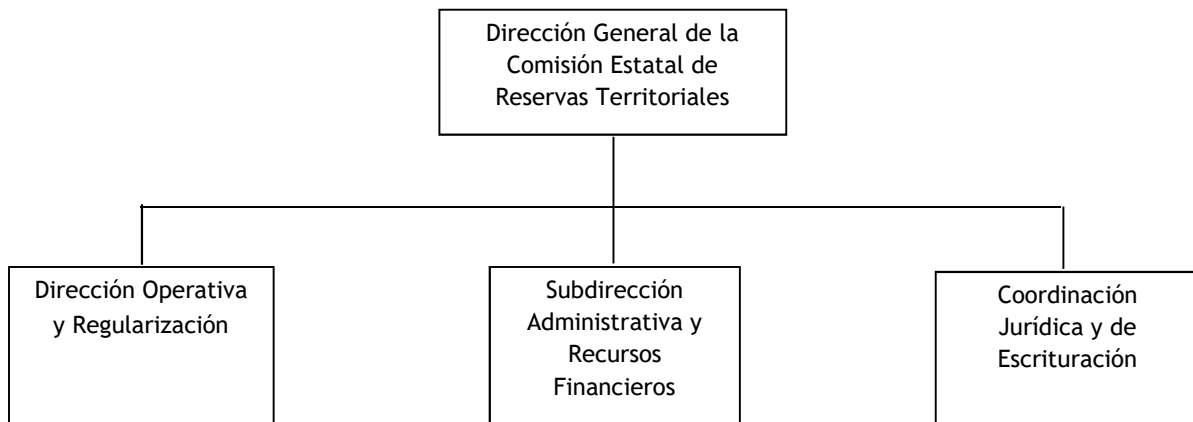 Dirección General de la
Comisión Estatal de
Reservas Territoriales
Dirección Operativa
y Regularización
Subdirección
Administrativa y
Recursos
Financieros
Coordinación
Jurídica y de
Escrituración